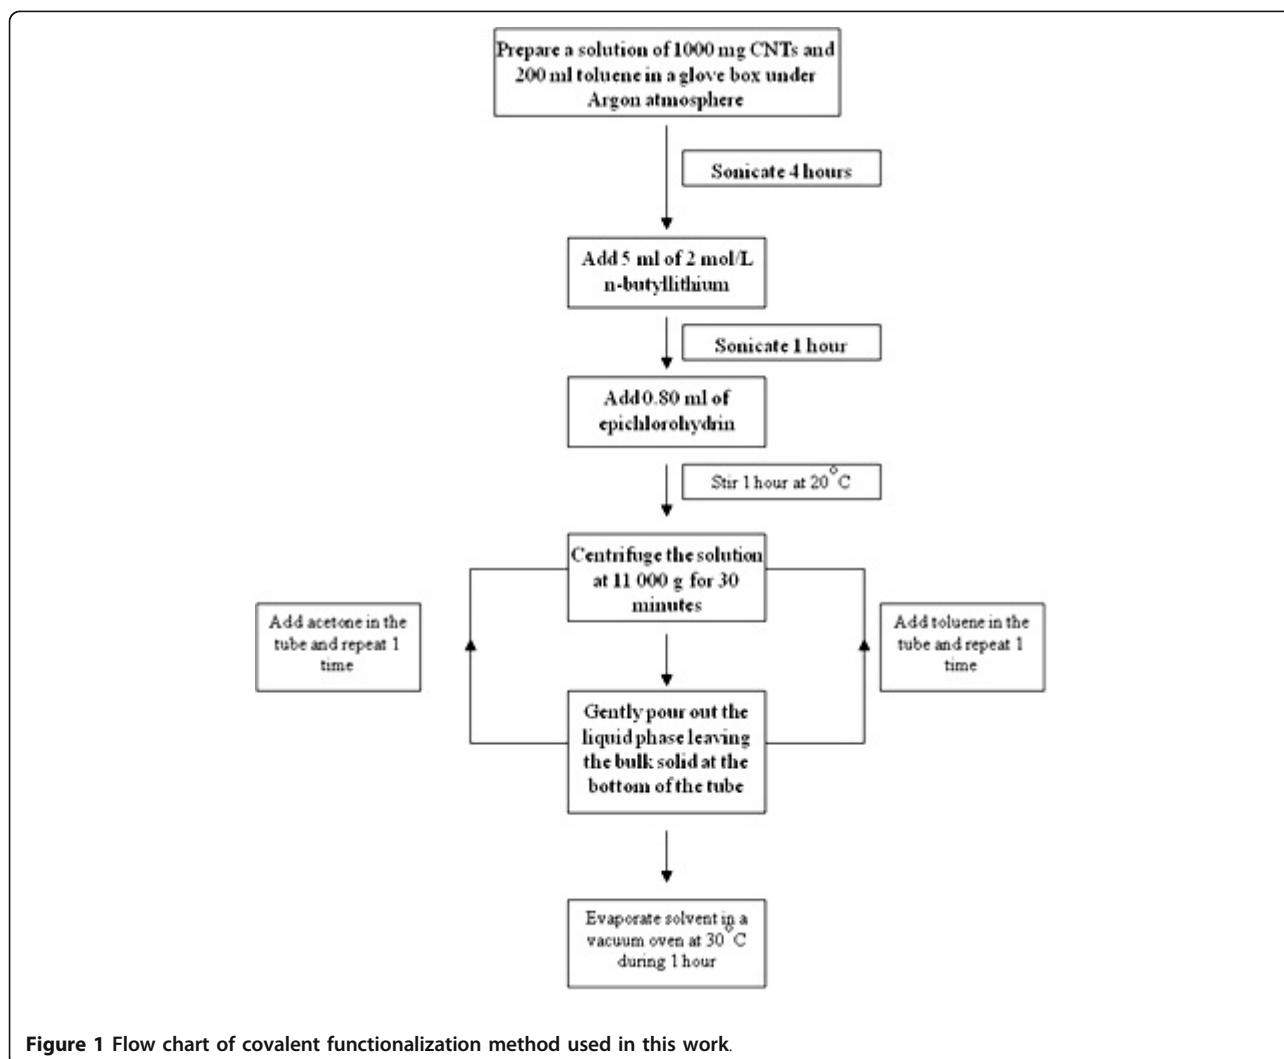 Prepare a solution of 1000 mg CNTs and
200 ml toluene in a glove box under
Argon atmosphere
Sonicate 4 hours
Add 5 ml of 2 mol/L
n-butyllithium
Sonicate 1 hour
Add 0.80 ml of
epichlorohydrin
Stir 1 hour at 20°C
Centrifuge the solution
at 11 000 g for 30
minutes
Add acetone in the
tube and repeat 1
time
Add toluene in the
tube and repeat 1
time
Gently pour out the
liquid phase leaving
the bulk solid at the
bottom of the tube
Evaporate solvent in a
vacuum oven at 30°C
during 1 hour
Figure 1 Flow chart of covalent functionalization method used in this work.